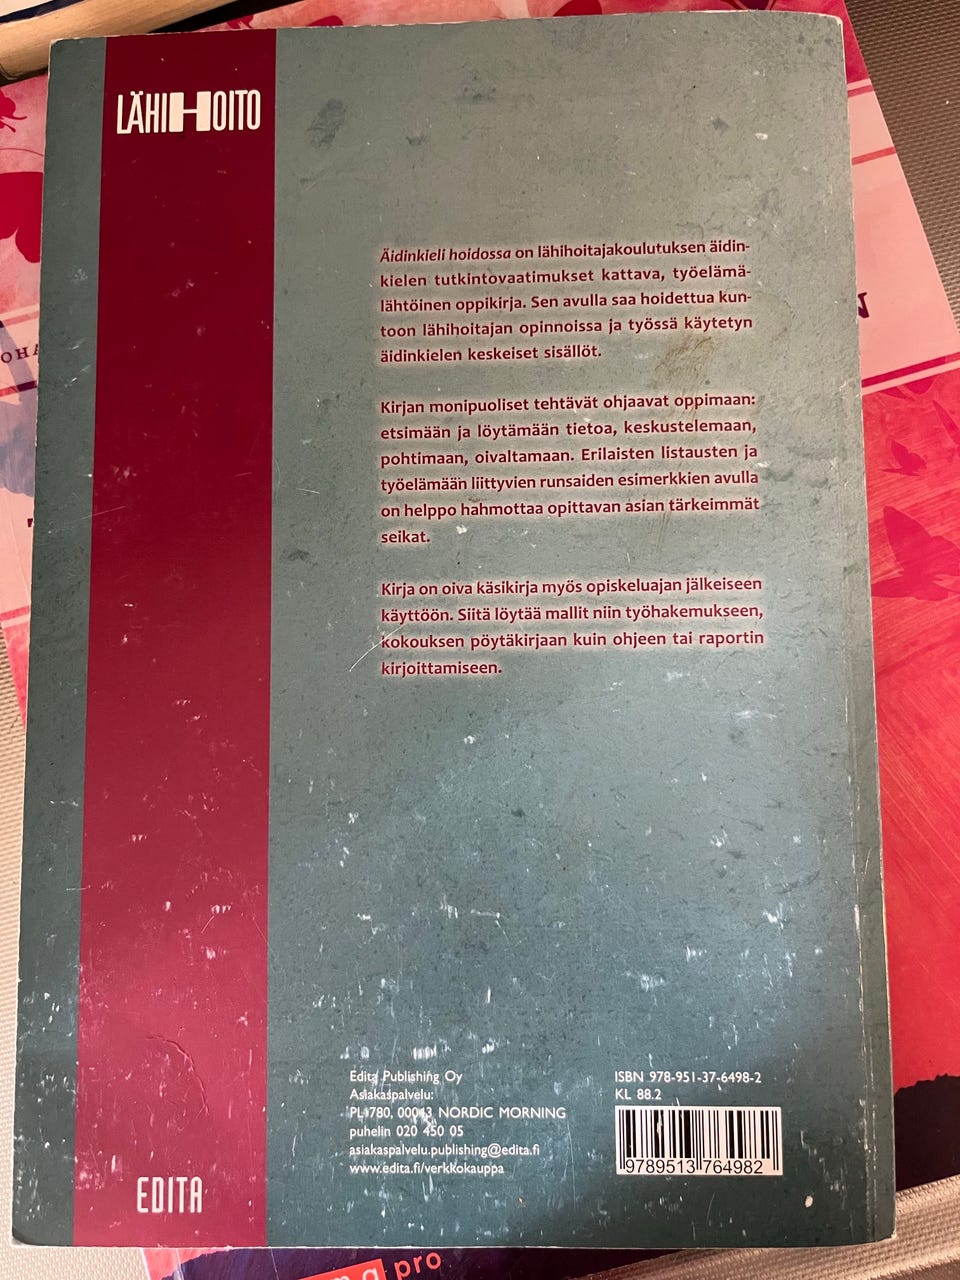 LÄHIHOITO
Äidinkieli hoidossa on lähihoitajakoulutuksen äidin-
kielen tutkintovaatimukset kattava, työelämä-
lähtöinen oppikirja. Sen avulla saa hoidettua kun-
toon lähihoitajan opinnoissa ja työssä käytetyn
äidinkielen keskeiset sisällöt.
Kirjan monipuoliset tehtävät ohjaavat oppimaan:
etsimään ja löytämään tietoa, keskustelemaan,
pohtimaan, oivaltamaan. Erilaisten listausten ja
työelämään liittyvien runsaiden esimerkkien avulla
on helppo hahmottaa opittavan asian tärkeimmät
seikat.
Kirja on oiva käsikirja myös opiskeluajan jälkeiseen
käyttöön. Siitä löytää mallit niin työhakemukseen,
kokouksen pöytäkirjaan kuin ohjeen tai raportin
kirjoittamiseen.
Edita Publishing Oy
Asiakaspalvelu:
PL 780, 00043 NORDIC MORNING
puhelin 020 450 05
asiakaspalvelu.publishing@edita.fi
www.edita.fi/verkkokauppa
ISBN 978-951-37-6498-2
KL 88.2
9789513764982
EDITA
pro